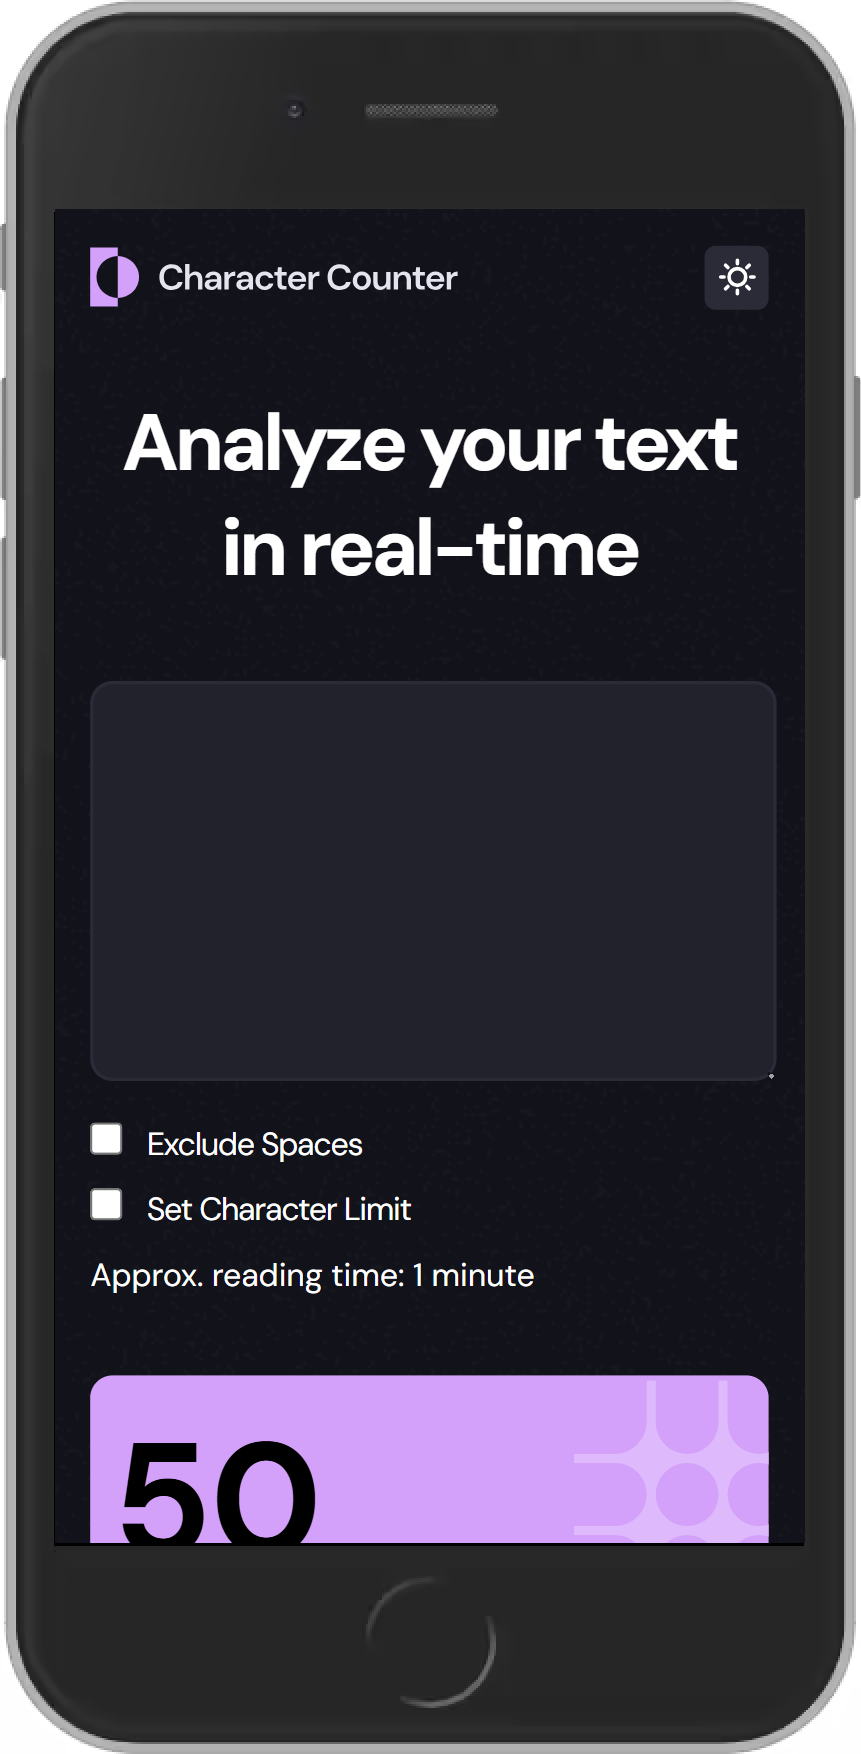 Character Counter
Analyze your text
in real-time
Exclude Spaces
Set Character Limit
Approx. reading time: 1 minute
50